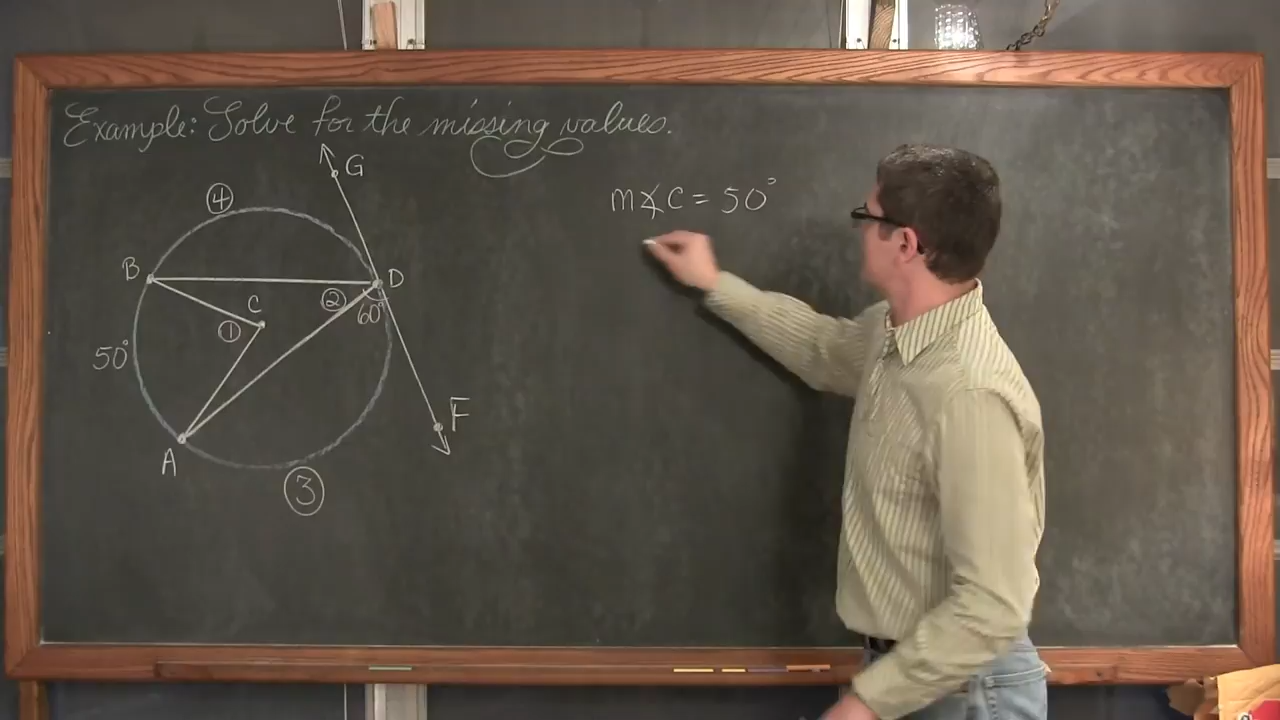 Example: Solve for the missing values.
G
④
m∡C = 50°
B
D
C
②
60°
①
50°
F
A
③